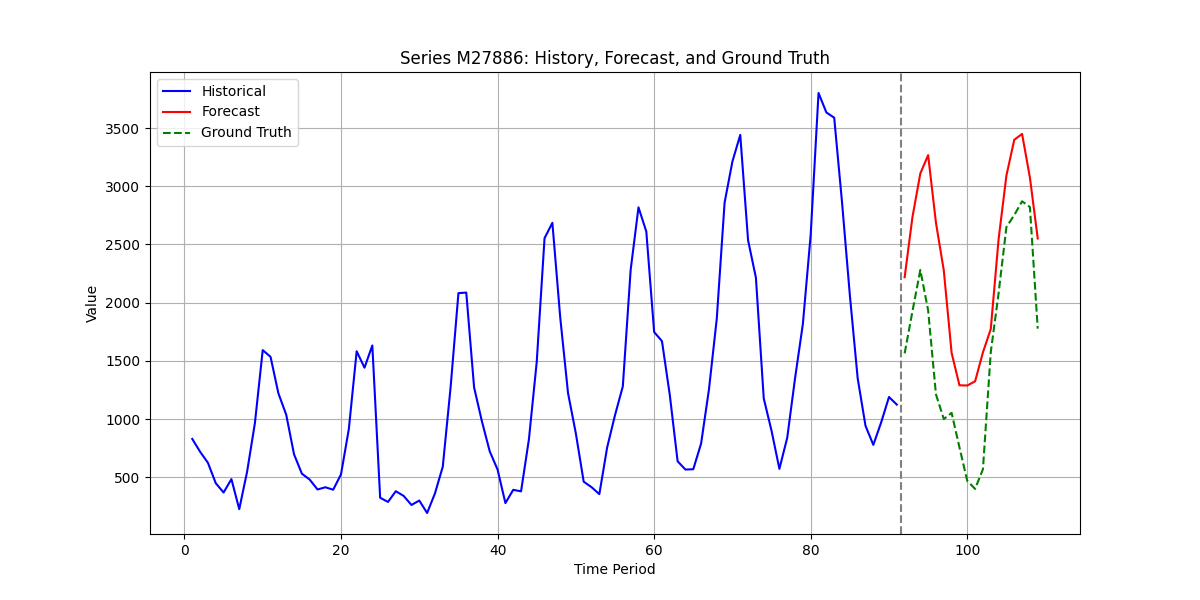 Series M27886: History, Forecast, and Ground Truth
Historical
Forecast
Ground Truth
Value
3500
3000
2500
2000
1500
1000
500
0 20 40 60 80 100
Time Period